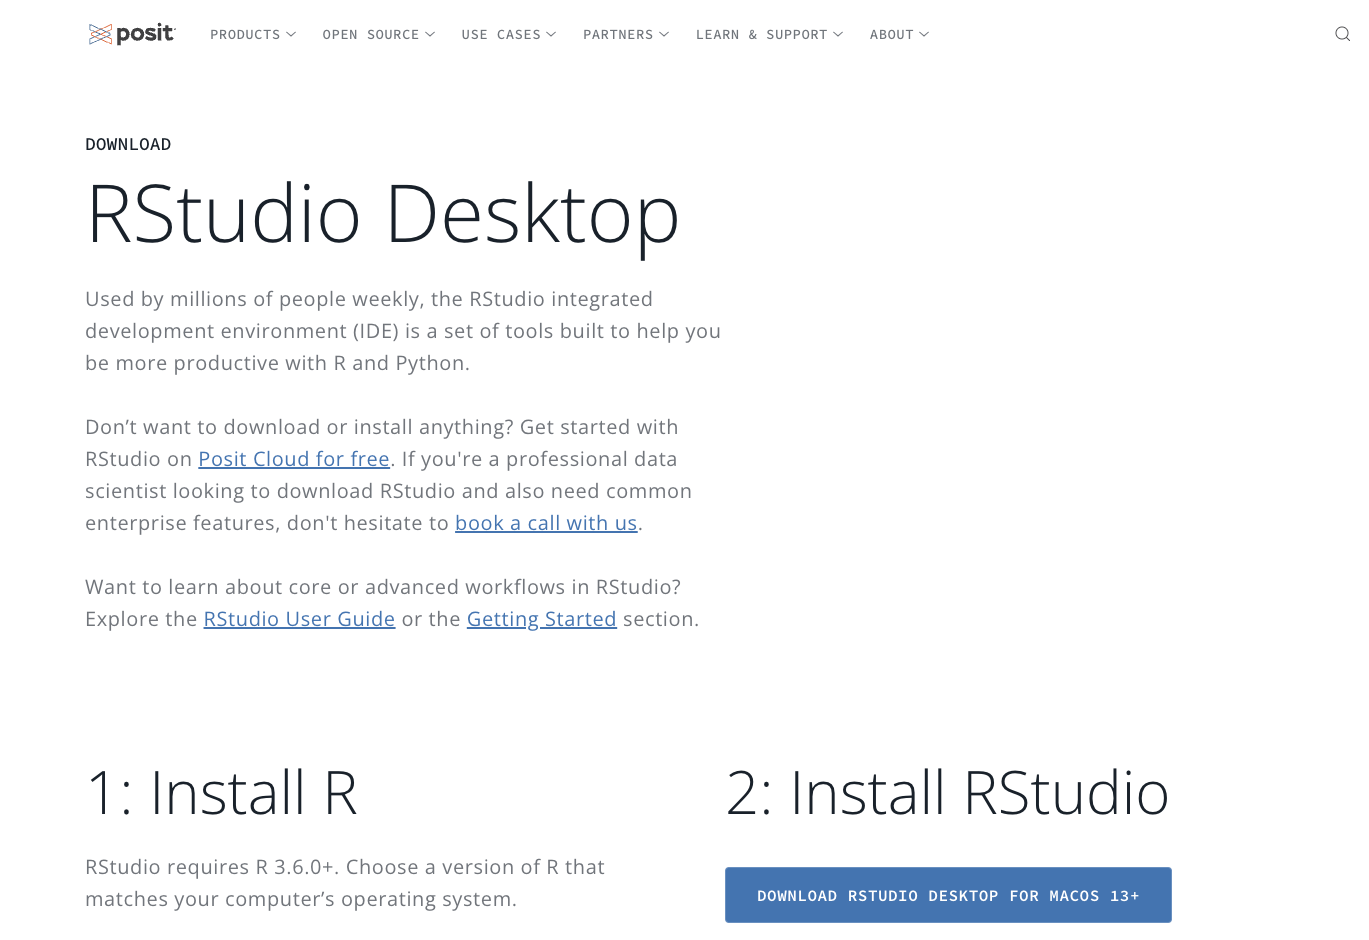 posit
PRODUCTS
OPEN SOURCE
USE CASES
PARTNERS
LEARN & SUPPORT
ABOUT
DOWNLOAD
RStudio Desktop
Used by millions of people weekly, the RStudio integrated
development environment (IDE) is a set of tools built to help you
be more productive with R and Python.
Don’t want to download or install anything? Get started with
RStudio on Posit Cloud for free. If you're a professional data
scientist looking to download RStudio and also need common
enterprise features, don't hesitate to book a call with us.
Want to learn about core or advanced workflows in RStudio?
Explore the RStudio User Guide or the Getting Started section.
1: Install R
RStudio requires R 3.6.0+. Choose a version of R that
matches your computer’s operating system.
2: Install RStudio
DOWNLOAD RSTUDIO DESKTOP FOR MACOS 13+